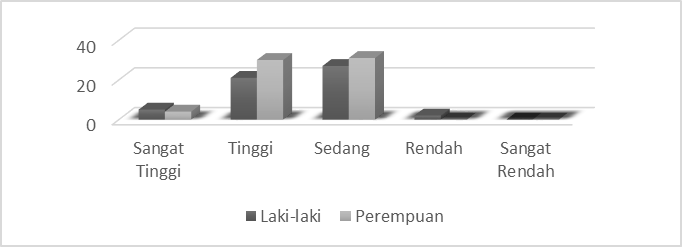 40
20
0
Sangat Tinggi Sedang Rendah Sangat
Tinggi Rendah
Laki-laki Perempuan